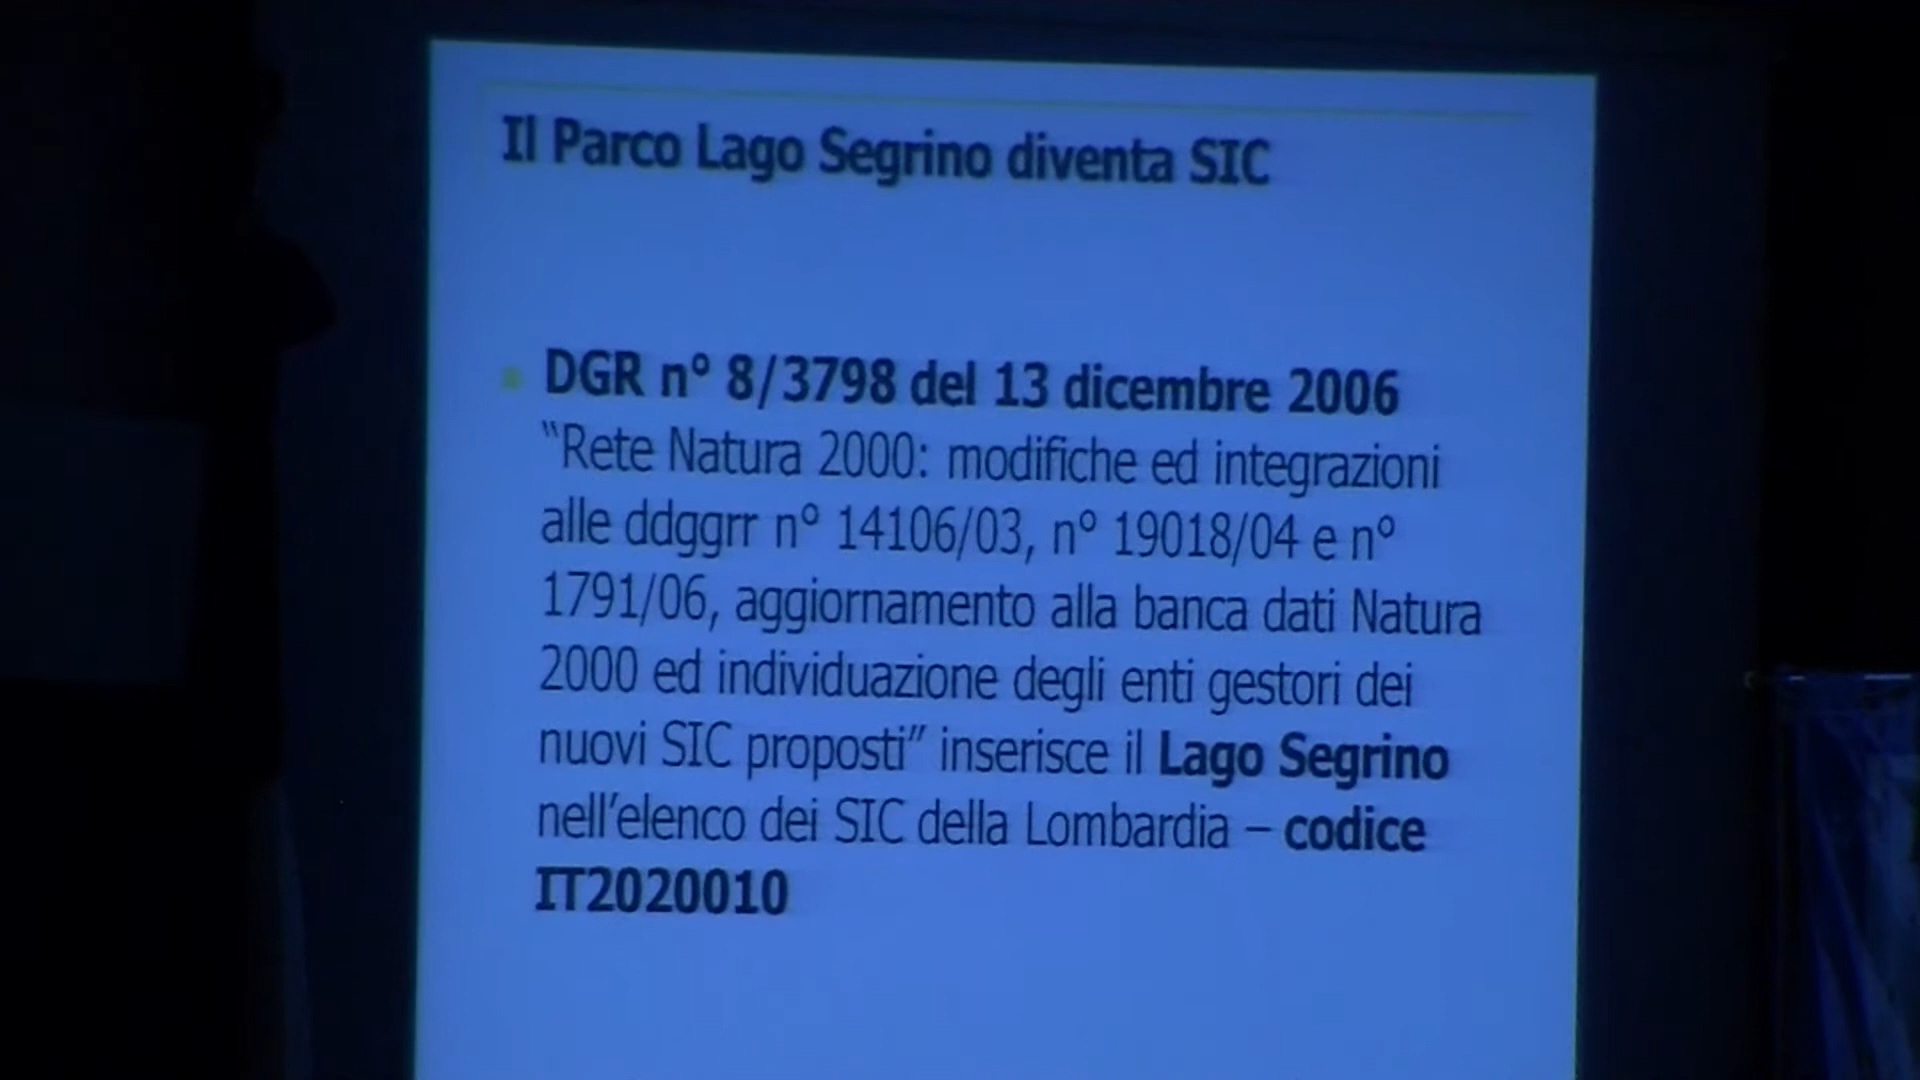 Il Parco Lago Segrino diventa SIC
DGR n° 8/3798 del 13 dicembre 2006
“Rete Natura 2000: modifiche ed integrazioni
alle ddggrr n° 14106/03, n° 19018/04 e n°
1791/06, aggiornamento alla banca dati Natura
2000 ed individuazione degli enti gestori dei
nuovi SIC proposti” inserisce il Lago Segrino
nell’elenco dei SIC della Lombardia – codice
IT2020010